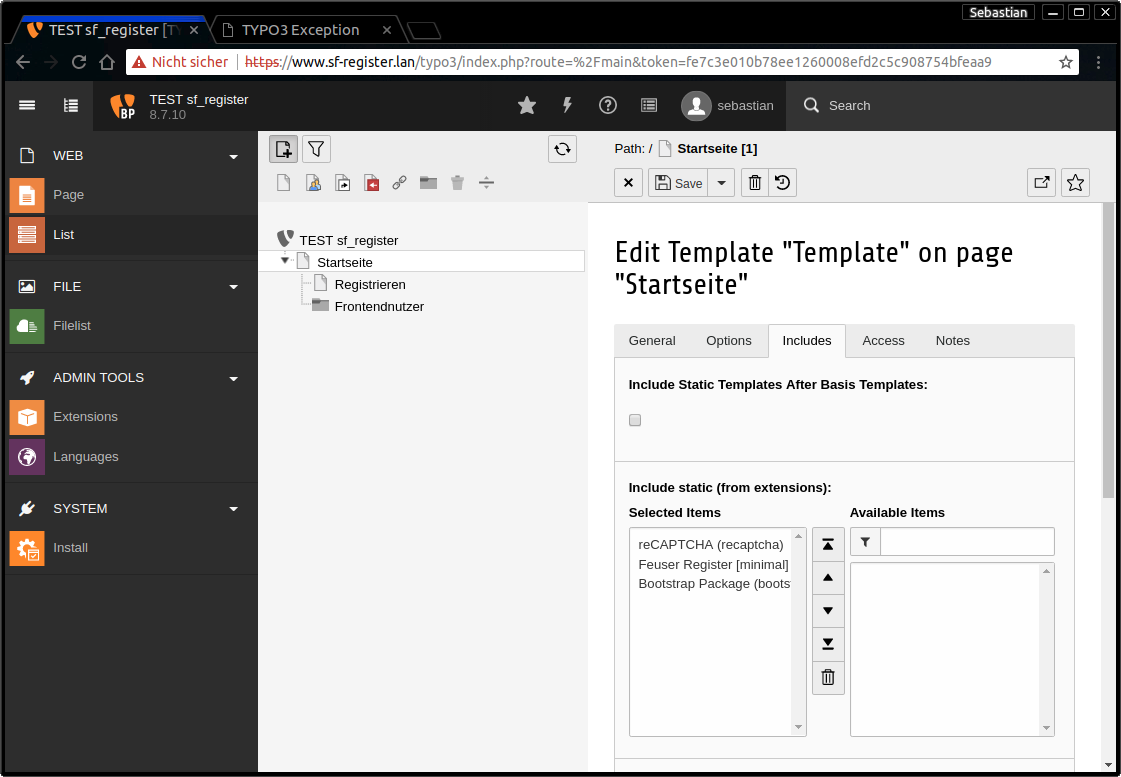 Sebastian
TEST sf_register [TY
TYPO3 Exception
Nicht sicher https://www.sf-register.lan/typo3/index.php?route=%2Fmain&token=fe7c3e010b78ee1260008efd2c5c908754bfeaa9
BP
TEST sf_register
8.7.10
sebastian
Search
WEB
Page
List
FILE
Filelist
ADMIN TOOLS
Extensions
Languages
SYSTEM
Install
TEST sf_register
Startseite
Registrieren
Frontendnutzer
Path: / Startseite [1]
Save
Edit Template "Template" on page
"Startseite"
General Options Includes Access Notes
Include Static Templates After Basis Templates:
Include static (from extensions):
Selected Items
Available Items
reCAPTCHA (recaptcha)
Feuser Register [minimal]
Bootstrap Package (boots